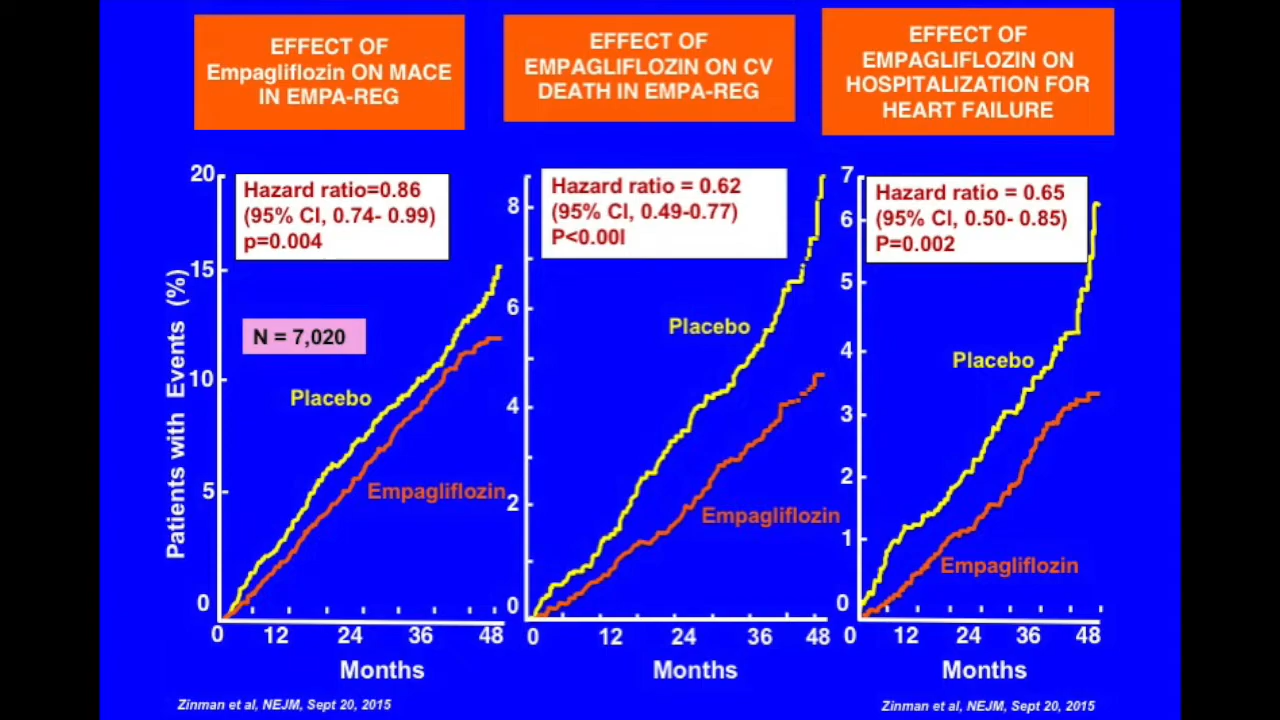 EFFECT OF
Empagliflozin ON MACE
IN EMPA-REG
EFFECT OF
EMPAGLIFLOZIN ON CV
DEATH IN EMPA-REG
EFFECT OF
EMPAGLIFLOZIN ON
HOSPITALIZATION FOR
HEART FAILURE
Patients with Events (%)
20
15
10
5
0
Hazard ratio=0.86
(95% CI, 0.74- 0.99)
p=0.004
N = 7,020
Placebo
Empagliflozin
0 12 24 36 48
Months
8
6
4
2
0
Hazard ratio = 0.62
(95% CI, 0.49-0.77)
P<0.00I
Placebo
Empagliflozin
0 12 24 36 48
Months
7
6
5
4
3
2
1
0
Hazard ratio = 0.65
(95% CI, 0.50- 0.85)
P=0.002
Placebo
Empagliflozin
0 12 24 36 48
Months
Zinman et al, NEJM, Sept 20, 2015
Zinman et al, NEJM, Sept 20, 2015